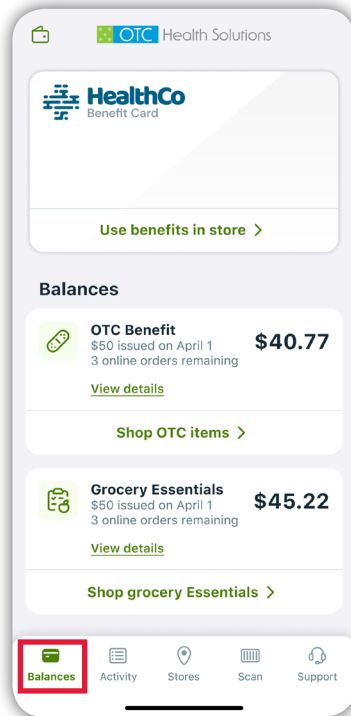 OTC Health Solutions
HealthCo
Benefit Card
Use benefits in store >
Balances
OTC Benefit
$50 issued on April 1
3 online orders remaining
$40.77
View details
Shop OTC items >
Grocery Essentials
$50 issued on April 1
3 online orders remaining
$45.22
View details
Shop grocery Essentials >
Balances Activity Stores Scan Support